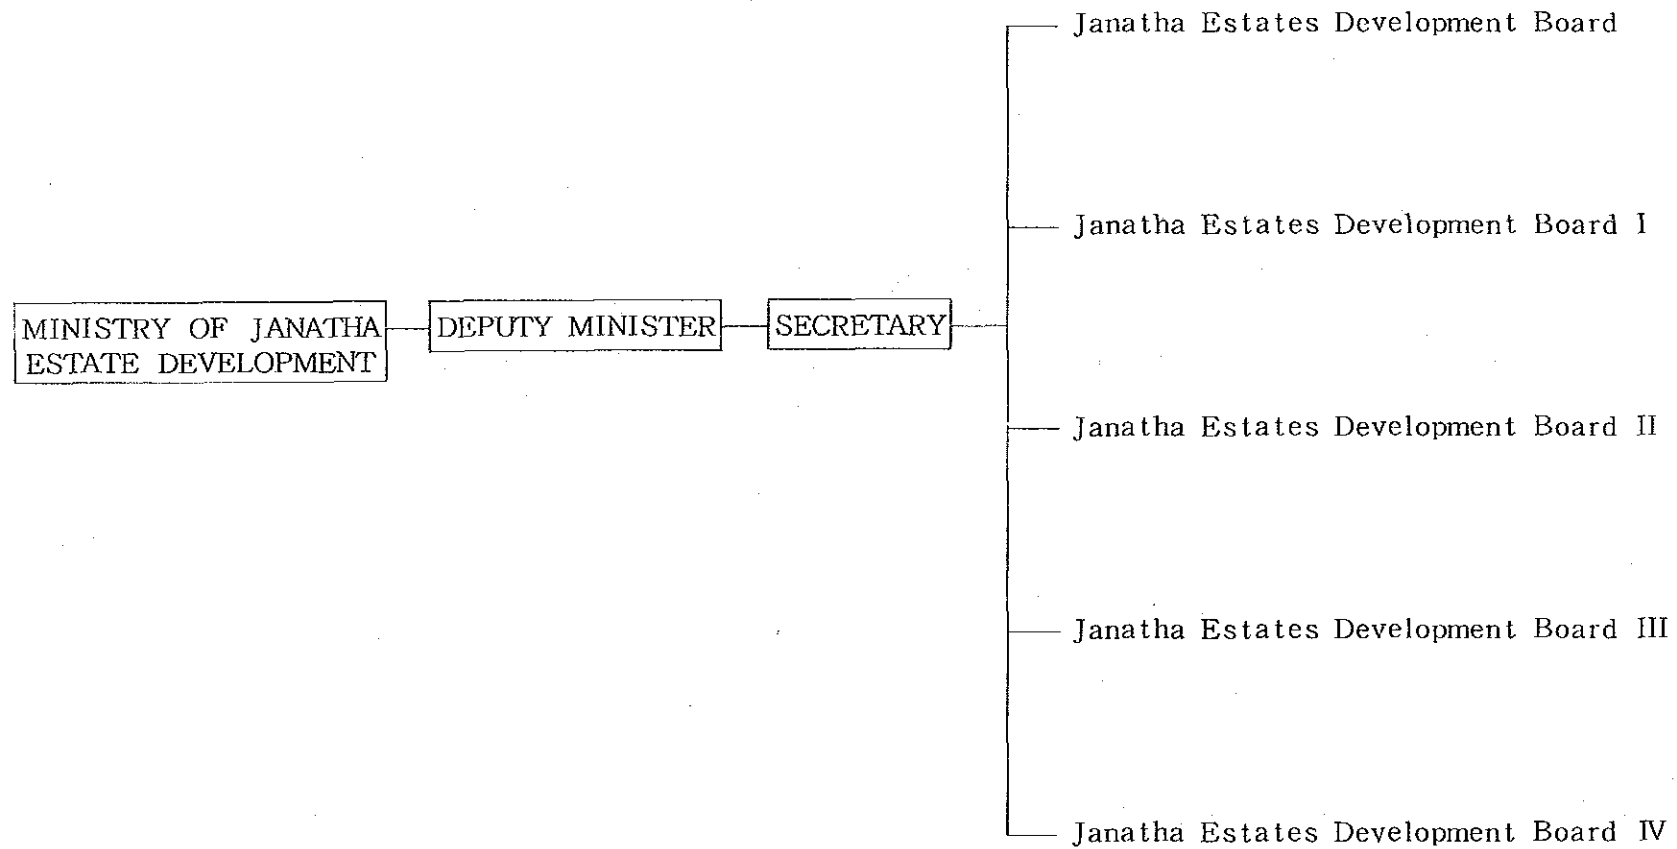 Janatha Estates Development Board
Janatha Estates Development Board I
MINISTRY OF JANATHA
ESTATE DEVELOPMENT
DEPUTY MINISTER
SECRETARY
Janatha Estates Development Board II
Janatha Estates Development Board III
Janatha Estates Development Board IV